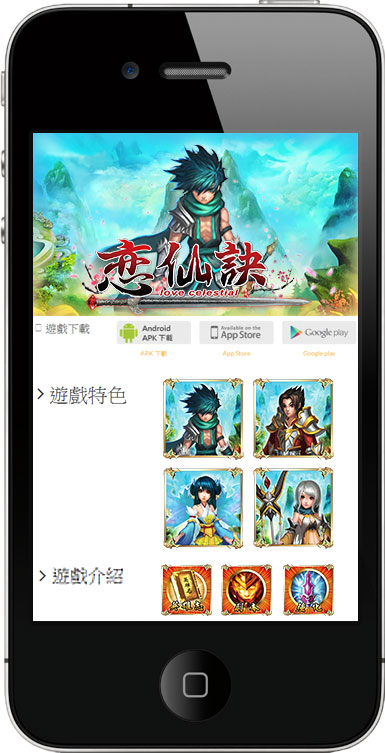 恋仙訣
love celestial
遊戲下載
Android
APK 下載
Available on the
App Store
Google play
APK 下載
App Store
Google play
> 遊戲特色
> 遊戲介紹